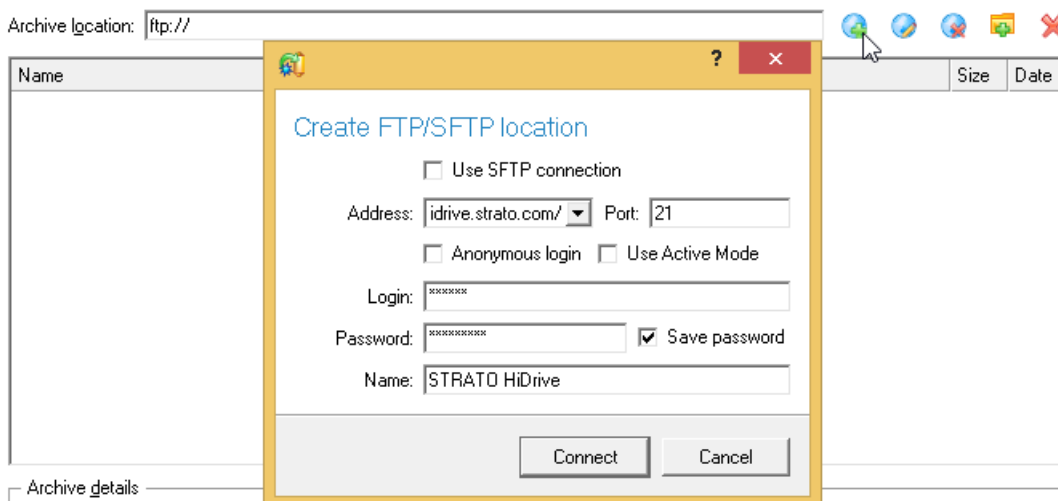 Archive location: ftp://
Name Size Date
?
Create FTP/SFTP location
Use SFTP connection
Address: idrive.strato.com/ Port: 21
Anonymous login Use Active Mode
Login: ******
Password: ********* Save password
Name: STRATO HiDrive
Connect Cancel
Archive details